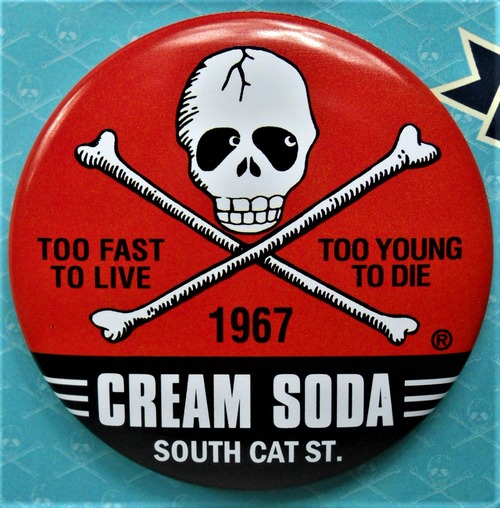 TOO FAST
TO LIVE
TOO YOUNG
TO DIE
1967
®
CREAM SODA
SOUTH CAT ST.